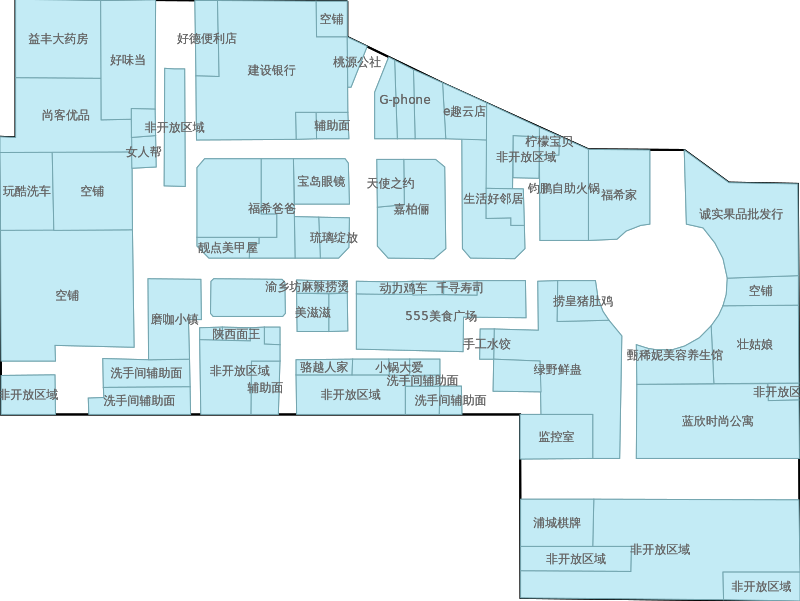 空铺
益丰大药房
好德便利店
好味当
桃源公社
建设银行
G-phone
e趣云店
尚客优品
非开放区域
辅助面
柠檬宝贝
女人帮
非开放区域
玩酷洗车
空铺
宝岛眼镜
天使之约
生活好邻居
钧鹏自助火锅
福希家
福希爸爸
嘉柏俪
诚实果品批发行
琉璃绽放
靓点美甲屋
空铺
渝乡坊麻辣捞烫
动力鸡车
千寻寿司
空铺
捞皇猪肚鸡
磨咖小镇
美滋滋
555美食广场
陕西面王
手工水饺
壮姑娘
甄稀妮美容养生馆
洗手间辅助面
非开放区域
骆越人家
小锅大爱
绿野鲜蛊
洗手间辅助面
辅助面
非开放区域
非开放区域
非开放区
洗手间辅助面
洗手间辅助面
蓝欣时尚公寓
监控室
浦城棋牌
非开放区域
非开放区域
非开放区域